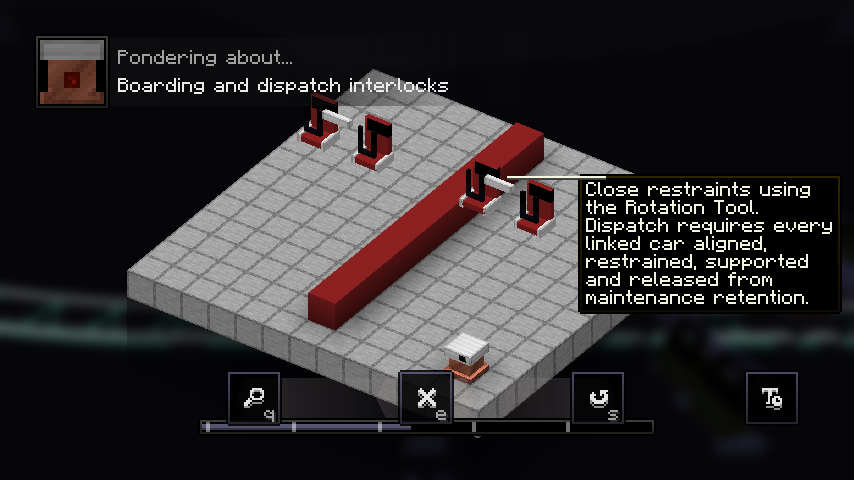 Pondering about...
Boarding and dispatch interlocks
Close restraints using
the Rotation Tool.
Dispatch requires every
linked car aligned,
restrained, supported
and released from
maintenance retention.
q
e
s